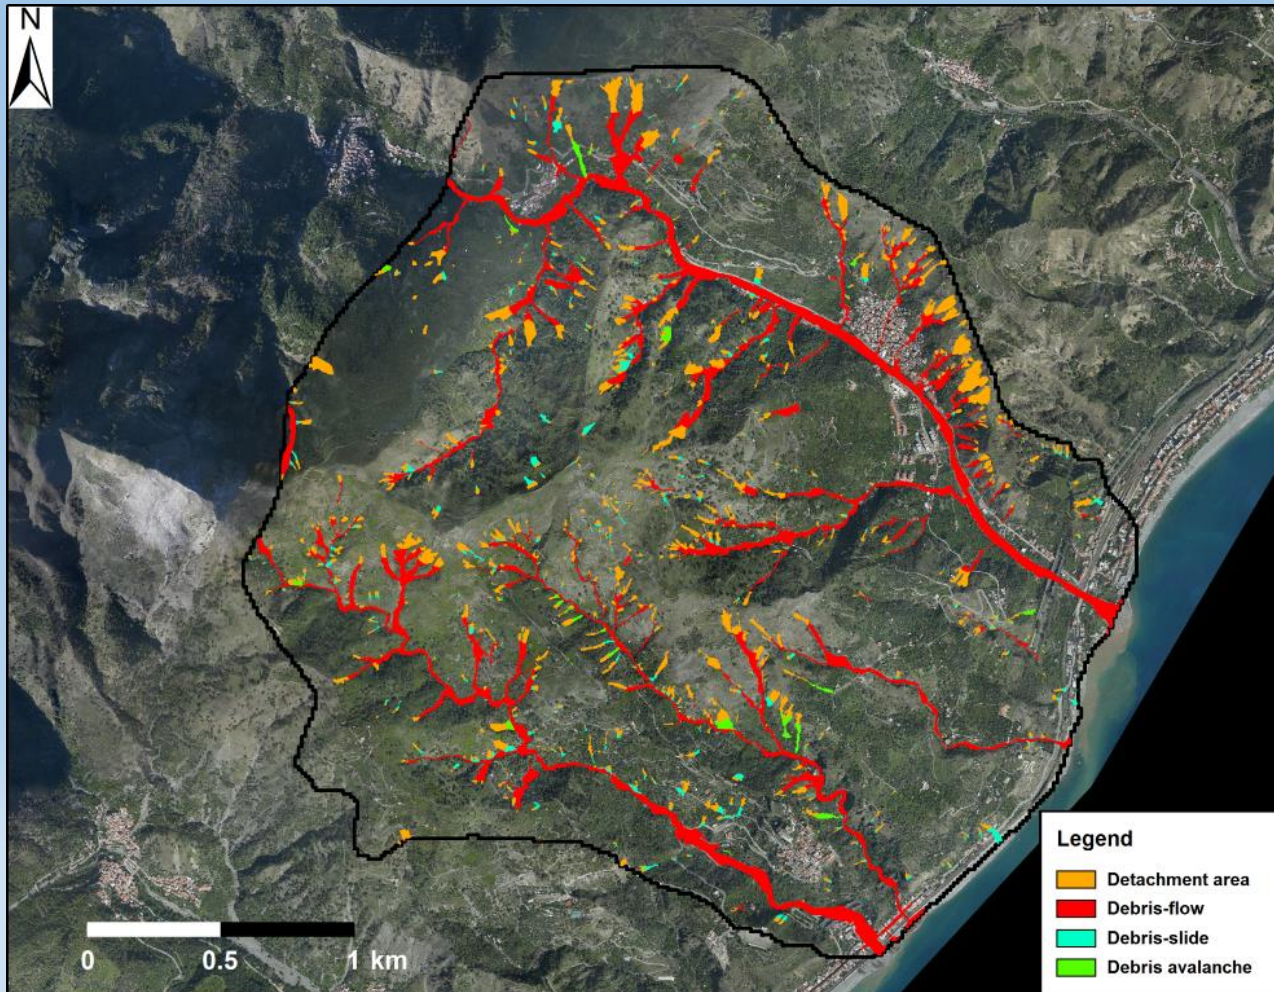 N
0 0.5 1 km
Legend
Detachment area
Debris-flow
Debris-slide
Debris avalanche